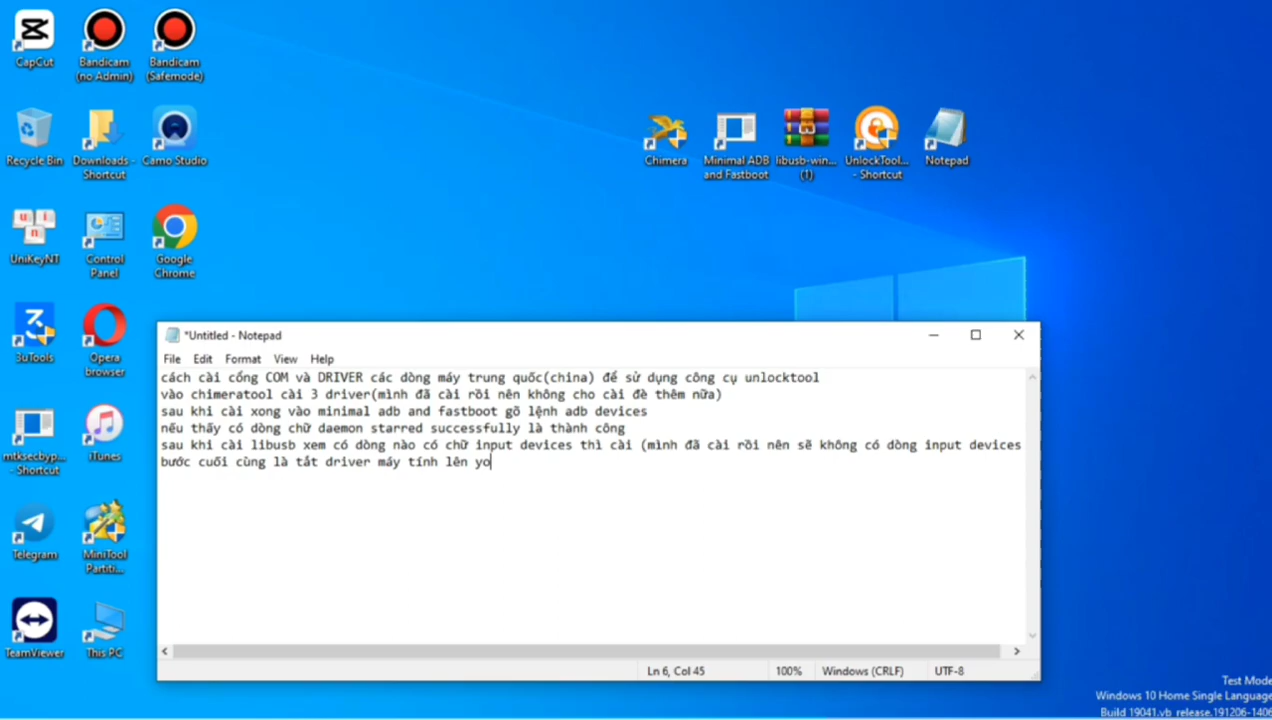 CapCut
Bandicam
(no Admin)
Bandicam
(Safemode)
Recycle Bin
Downloads -
Shortcut
Camo Studio
Chimera
Minimal ADB
and Fastboot
libusb-win...
(1)
UnlockTool...
- Shortcut
Notepad
UniKeyNT
Control
Panel
Google
Chrome
3uTools
Opera
browser
mtksecbyp...
- Shortcut
iTunes
Telegram
MiniTool
Partiti...
TeamViewer
This PC
*Untitled - Notepad
File Edit Format View Help
cách cài cổng COM và DRIVER các dòng máy trung quốc(china) để sử dụng công cụ unlocktool
vào chimeratool cài 3 driver(mình đã cài rồi nên không cho cài đè thêm nữa)
sau khi cài xong vào minimal adb and fastboot gõ lệnh adb devices
nếu thấy có dòng chữ daemon starred successfully là thành công
sau khi cài libusb xem có dòng nào có chữ input devices thì cài (mình đã cài rồi nên sẽ không có dòng input devices
bước cuối cùng là tắt driver máy tính lên yo
Ln 6, Col 45 100% Windows (CRLF) UTF-8
Test Mode
Windows 10 Home Single Language
Build 19041.vb_release.191206-1406